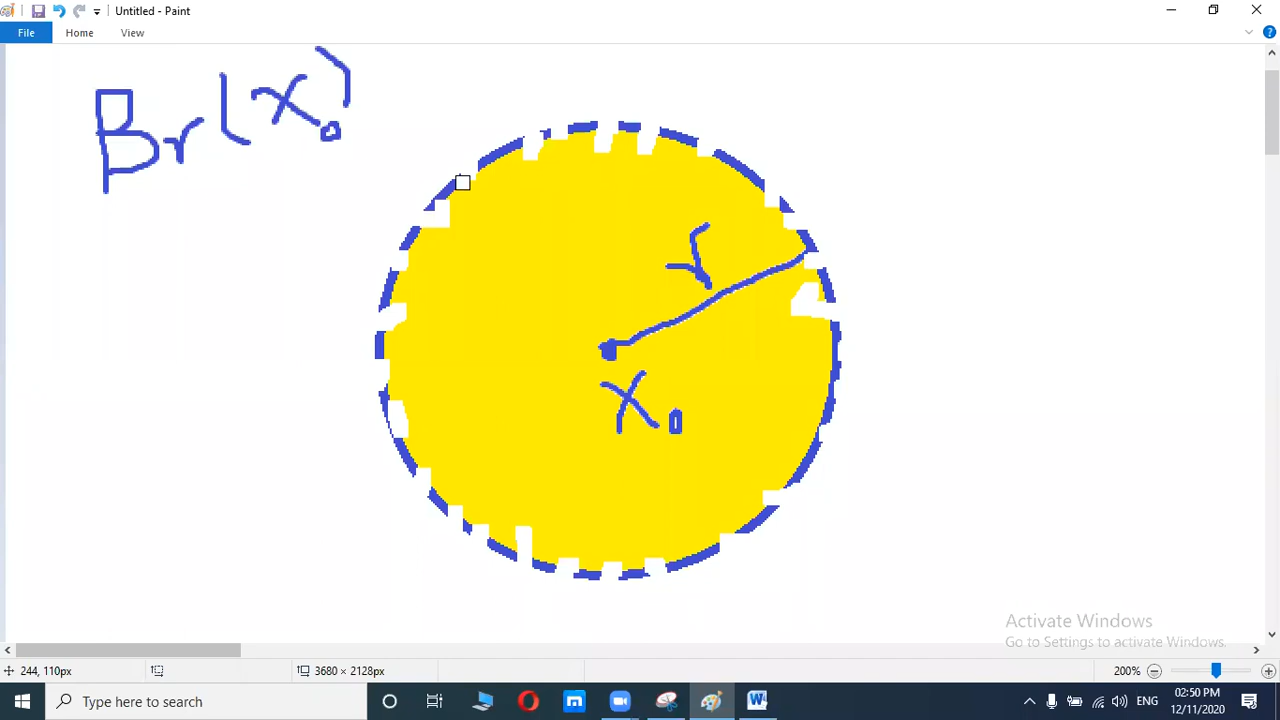 Untitled - Paint
File Home View
Br(x₀)
r
x₀
Activate Windows
Go to Settings to activate Windows.
244, 110px
3680 × 2128px
200%
Type here to search
W
ENG
02:50 PM
12/11/2020